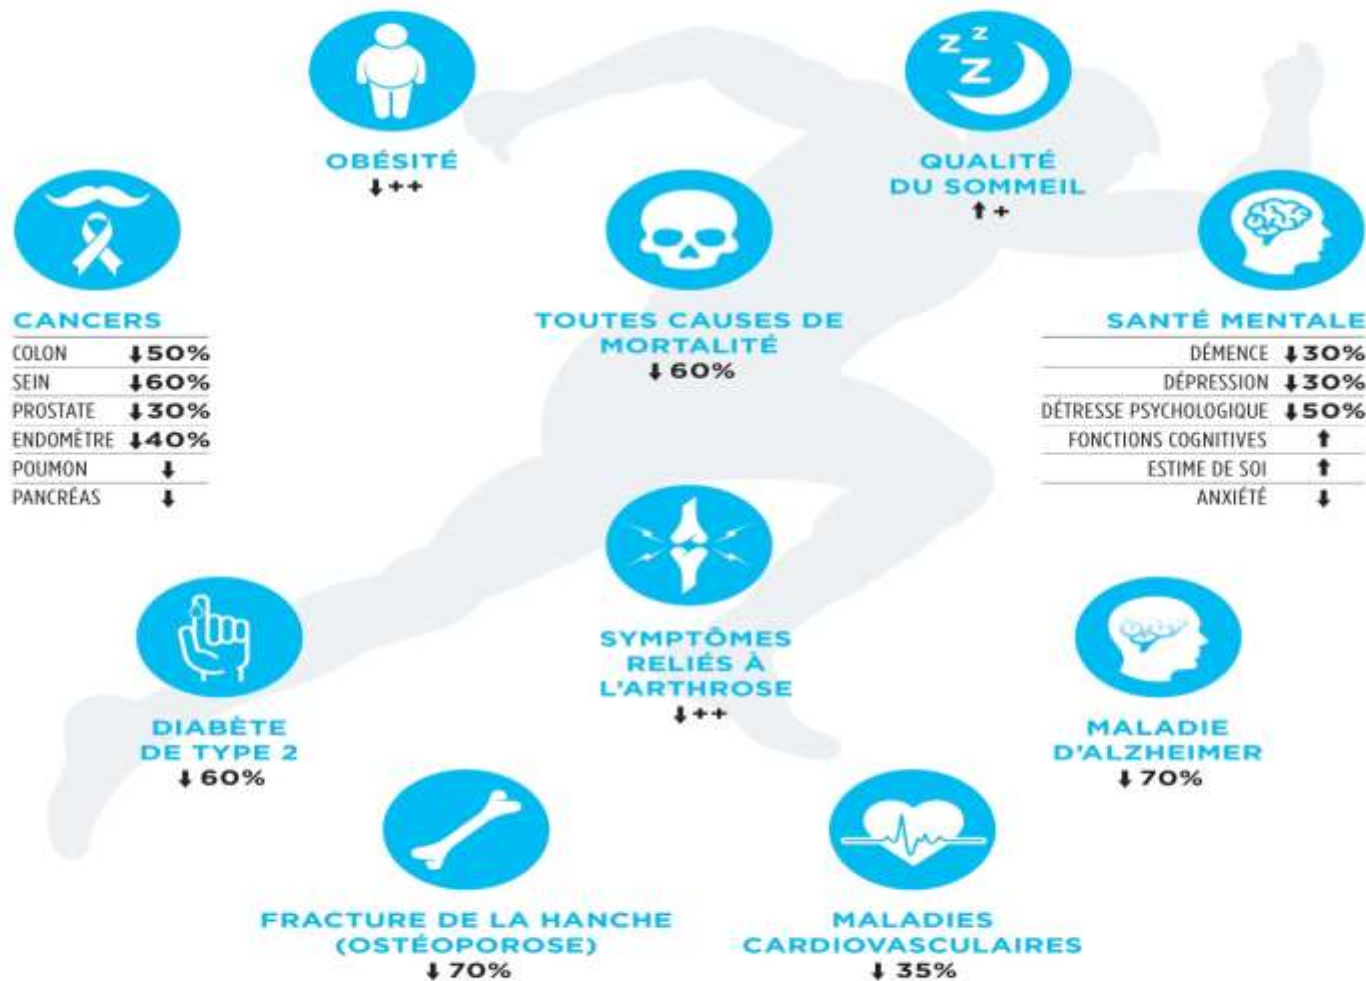 Z Z
Z
OBÉSITÉ
⬇++
QUALITÉ
DU SOMMEIL
⬆+
CANCERS
COLON ⬇50%
SEIN ⬇60%
PROSTATE ⬇30%
ENDOMÈTRE ⬇40%
POUMON ⬇
PANCRÉAS ⬇
TOUTES CAUSES DE
MORTALITÉ
⬇60%
SANTÉ MENTALE
DÉMENCE ⬇30%
DÉPRESSION ⬇30%
DÉTRESSE PSYCHOLOGIQUE ⬇50%
FONCTIONS COGNITIVES ⬆
ESTIME DE SOI ⬆
ANXIÉTÉ ⬇
SYMPTÔMES
RELIÉS À
L'ARTHROSE
⬇++
DIABÈTE
DE TYPE 2
⬇60%
MALADIE
D'ALZHEIMER
⬇70%
FRACTURE DE LA HANCHE
(OSTÉOPOROSE)
⬇70%
MALADIES
CARDIOVASCULAIRES
⬇35%